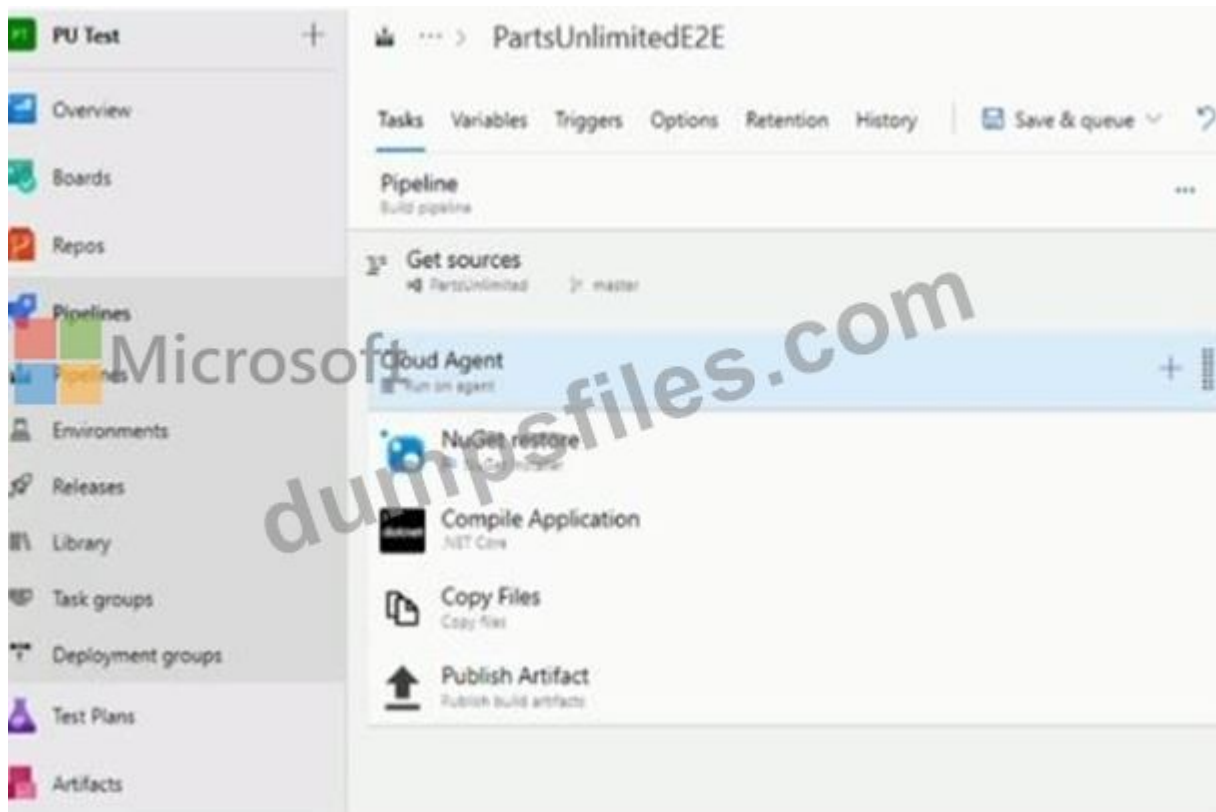 PU Test
Overview
Boards
Repos
Pipelines
Pipelines
Environments
Releases
Library
Task groups
Deployment groups
Test Plans
Artifacts
PartsUnlimitedE2E
Tasks Variables Triggers Options Retention History Save & queue
Pipeline
Build pipeline
Get sources
PartsUnlimited master
Cloud Agent
Run on agent
NuGet restore
NuGet Installer
Compile Application
.NET Core
Copy Files
Copy files
Publish Artifact
Publish build artifacts
Microsoft
dumpsfiles.com